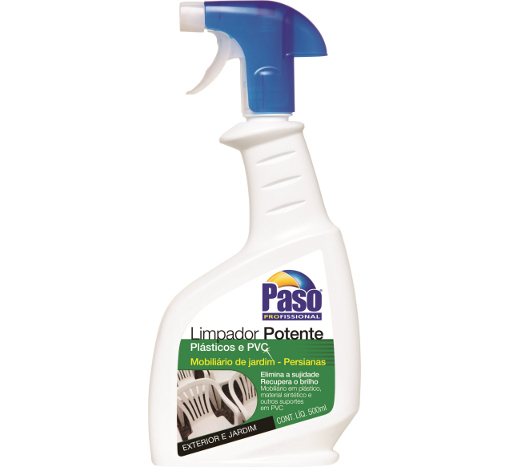 Paso
PROFISSIONAL
Limpador Potente
Plásticos e PVC
Mobiliário de jardim - Persianas
Elimina a sujidade
Recupera o brilho
Mobiliário em plástico,
material sintético e
outros suportes
em PVC
CONT. LÍQ. 500ml
EXTERIOR E JARDIM